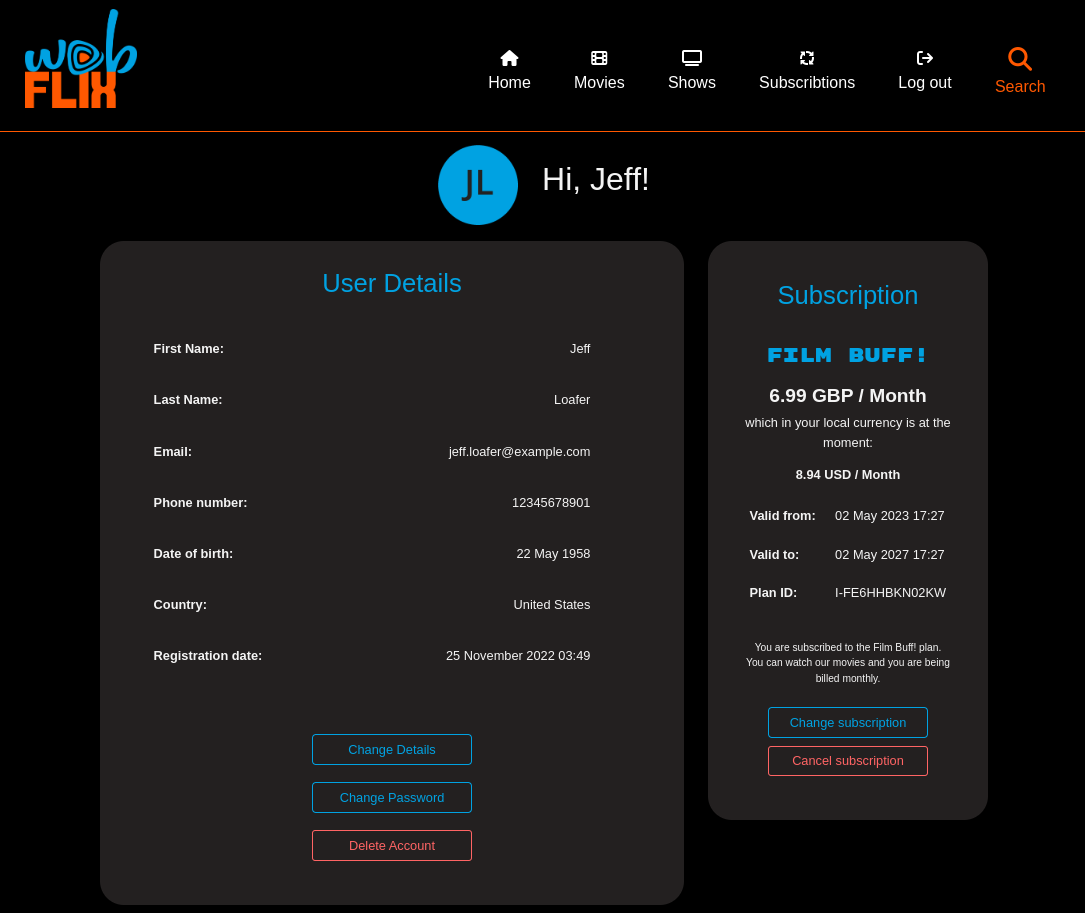 wob
FLIX
Home
Movies
Shows
Subscribtions
Log out
Search
JL
Hi, Jeff!
User Details
First Name: Jeff
Last Name: Loafer
Email: jeff.loafer@example.com
Phone number: 12345678901
Date of birth: 22 May 1958
Country: United States
Registration date: 25 November 2022 03:49
Change Details
Change Password
Delete Account
Subscription
FILM BUFF!
6.99 GBP / Month
which in your local currency is at the
moment:
8.94 USD / Month
Valid from: 02 May 2023 17:27
Valid to: 02 May 2027 17:27
Plan ID: I-FE6HHBKN02KW
You are subscribed to the Film Buff! plan.
You can watch our movies and you are being
billed monthly.
Change subscription
Cancel subscription